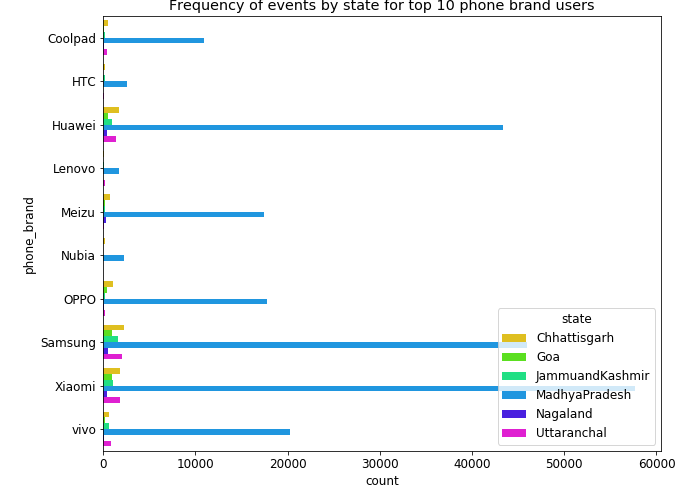 Frequency of events by state for top 10 phone brand users
Coolpad
HTC
Huawei
Lenovo
Meizu
Nubia
OPPO
Samsung
Xiaomi
vivo
phone_brand
state
Chhattisgarh
Goa
JammuandKashmir
MadhyaPradesh
Nagaland
Uttaranchal
0 10000 20000 30000 40000 50000 60000
count